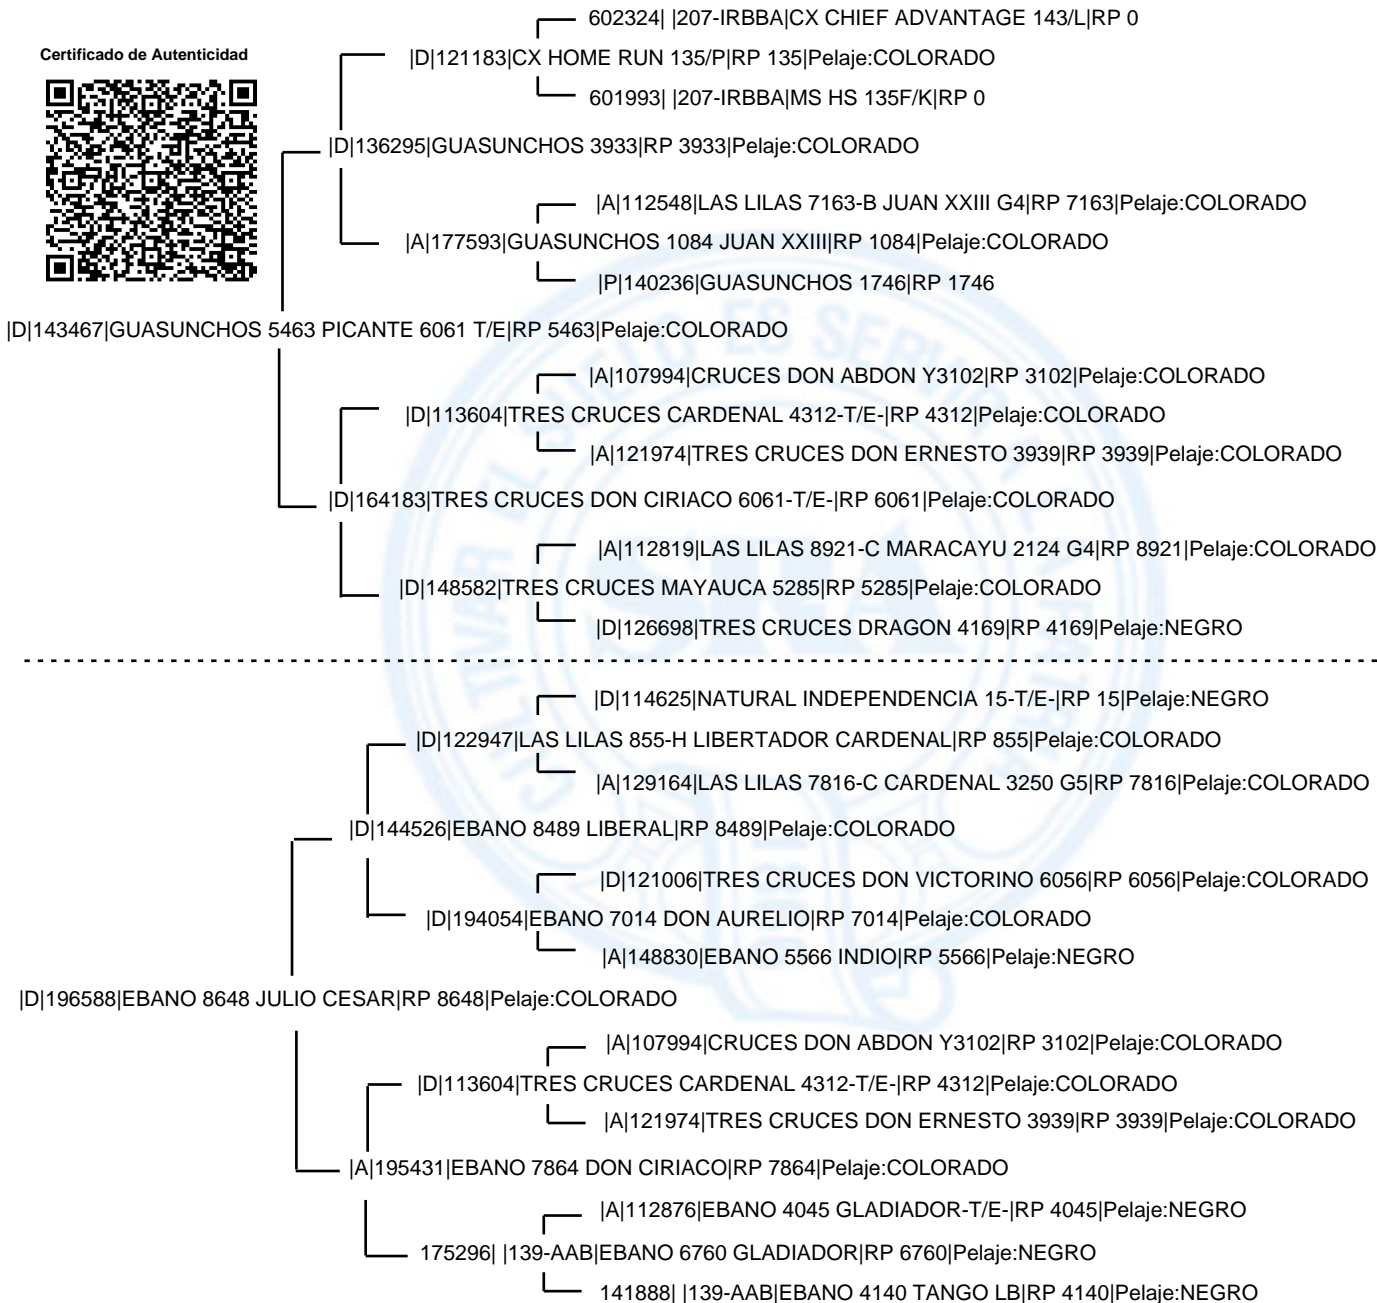 602324| |207-IRBBA|CX CHIEF ADVANTAGE 143/L|RP 0
Certificado de Autenticidad
|D|121183|CX HOME RUN 135/P|RP 135|Pelaje:COLORADO
601993| |207-IRBBA|MS HS 135F/K|RP 0
|D|136295|GUASUNCHOS 3933|RP 3933|Pelaje:COLORADO
|A|112548|LAS LILAS 7163-B JUAN XXIII G4|RP 7163|Pelaje:COLORADO
|A|177593|GUASUNCHOS 1084 JUAN XXIII|RP 1084|Pelaje:COLORADO
|P|140236|GUASUNCHOS 1746|RP 1746
|D|143467|GUASUNCHOS 5463 PICANTE 6061 T/E|RP 5463|Pelaje:COLORADO
|A|107994|CRUCES DON ABDON Y3102|RP 3102|Pelaje:COLORADO
|D|113604|TRES CRUCES CARDENAL 4312-T/E-|RP 4312|Pelaje:COLORADO
|A|121974|TRES CRUCES DON ERNESTO 3939|RP 3939|Pelaje:COLORADO
|D|164183|TRES CRUCES DON CIRIACO 6061-T/E-|RP 6061|Pelaje:COLORADO
|A|112819|LAS LILAS 8921-C MARACAYU 2124 G4|RP 8921|Pelaje:COLORADO
|D|148582|TRES CRUCES MAYAUCA 5285|RP 5285|Pelaje:COLORADO
|D|126698|TRES CRUCES DRAGON 4169|RP 4169|Pelaje:NEGRO
|D|114625|NATURAL INDEPENDENCIA 15-T/E-|RP 15|Pelaje:NEGRO
|D|122947|LAS LILAS 855-H LIBERTADOR CARDENAL|RP 855|Pelaje:COLORADO
|A|129164|LAS LILAS 7816-C CARDENAL 3250 G5|RP 7816|Pelaje:COLORADO
|D|144526|EBANO 8489 LIBERAL|RP 8489|Pelaje:COLORADO
|D|121006|TRES CRUCES DON VICTORINO 6056|RP 6056|Pelaje:COLORADO
|D|194054|EBANO 7014 DON AURELIO|RP 7014|Pelaje:COLORADO
|A|148830|EBANO 5566 INDIO|RP 5566|Pelaje:NEGRO
|D|196588|EBANO 8648 JULIO CESAR|RP 8648|Pelaje:COLORADO
|A|107994|CRUCES DON ABDON Y3102|RP 3102|Pelaje:COLORADO
|D|113604|TRES CRUCES CARDENAL 4312-T/E-|RP 4312|Pelaje:COLORADO
|A|121974|TRES CRUCES DON ERNESTO 3939|RP 3939|Pelaje:COLORADO
|A|195431|EBANO 7864 DON CIRIACO|RP 7864|Pelaje:COLORADO
|A|112876|EBANO 4045 GLADIADOR-T/E-|RP 4045|Pelaje:NEGRO
175296| |139-AAB|EBANO 6760 GLADIADOR|RP 6760|Pelaje:NEGRO
141888| |139-AAB|EBANO 4140 TANGO LB|RP 4140|Pelaje:NEGRO
CULTIVAR EL SUELO ES SERVIR A LA PATRIA
SRA
1866